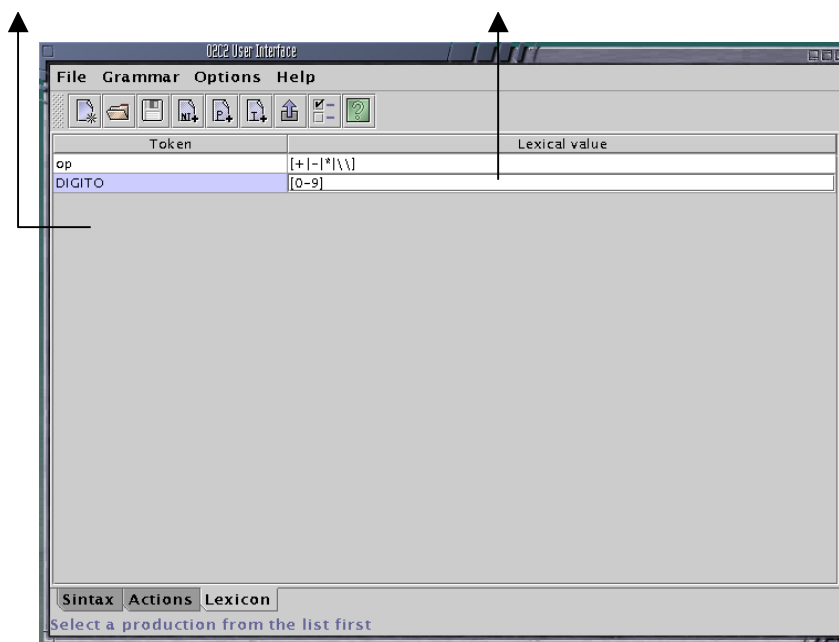 O2C2 User Interface
File Grammar Options Help
NT+ P+ I+ ?
Token Lexical value
op [+|-|*|\\]
DIGITO [0-9]
Sintax Actions Lexicon
Select a production from the list first